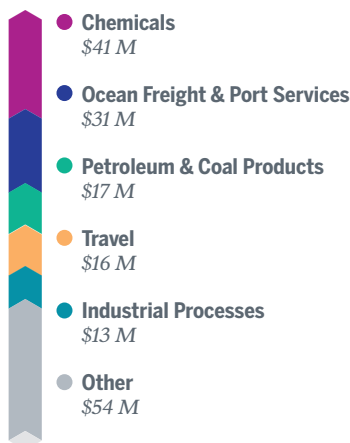 Chemicals
$41 M
Ocean Freight & Port Services
$31 M
Petroleum & Coal Products
$17 M
Travel
$16 M
Industrial Processes
$13 M
Other
$54 M